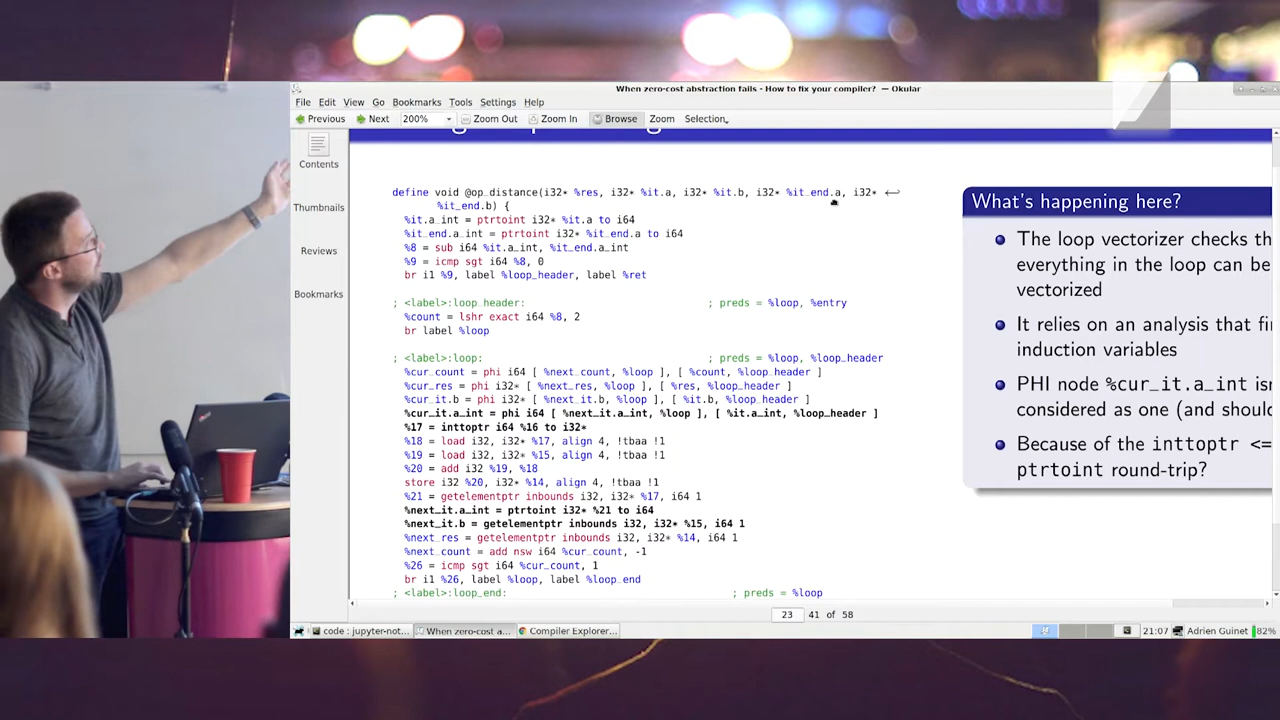 When zero-cost abstraction fails - How to fix your compiler? — Okular
File Edit View Go Bookmarks Tools Settings Help
Previous Next 200% Zoom Out Zoom In Browse Zoom Selection
Contents
Thumbnails
Reviews
Bookmarks
define void @op_distance(i32* %res, i32* %it.a, i32* %it.b, i32* %it_end.a, i32* ↩
%it_end.b) {
%it.a_int = ptrtoint i32* %it.a to i64
%it_end.a_int = ptrtoint i32* %it_end.a to i64
%8 = sub i64 %it.a_int, %it_end.a_int
%9 = icmp sgt i64 %8, 0
br i1 %9, label %loop_header, label %ret
; <label>:loop_header: ; preds = %loop, %entry
%count = lshr exact i64 %8, 2
br label %loop
; <label>:loop: ; preds = %loop, %loop_header
%cur_count = phi i64 [ %next_count, %loop ], [ %count, %loop_header ]
%cur_res = phi i32* [ %next_res, %loop ], [ %res, %loop_header ]
%cur_it.b = phi i32* [ %next_it.b, %loop ], [ %it.b, %loop_header ]
%cur_it.a_int = phi i64 [ %next_it.a_int, %loop ], [ %it.a_int, %loop_header ]
%17 = inttoptr i64 %16 to i32*
%18 = load i32, i32* %17, align 4, !tbaa !1
%19 = load i32, i32* %15, align 4, !tbaa !1
%20 = add i32 %19, %18
store i32 %20, i32* %14, align 4, !tbaa !1
%21 = getelementptr inbounds i32, i32* %17, i64 1
%next_it.a_int = ptrtoint i32* %21 to i64
%next_it.b = getelementptr inbounds i32, i32* %15, i64 1
%next_res = getelementptr inbounds i32, i32* %14, i64 1
%next_count = add nsw i64 %cur_count, -1
%26 = icmp sgt i64 %cur_count, 1
br i1 %26, label %loop, label %loop_end
; <label>:loop_end: ; preds = %loop
What's happening here?
The loop vectorizer checks th
everything in the loop can be
vectorized
It relies on an analysis that fi
induction variables
PHI node %cur_it.a_int is
considered as one (and shoul
Because of the inttoptr <=
ptrtoint round-trip?
23 41 of 58
code : jupyter-not... When zero-cost a... Compiler Explorer... 21:07 Adrien Guinet 82%